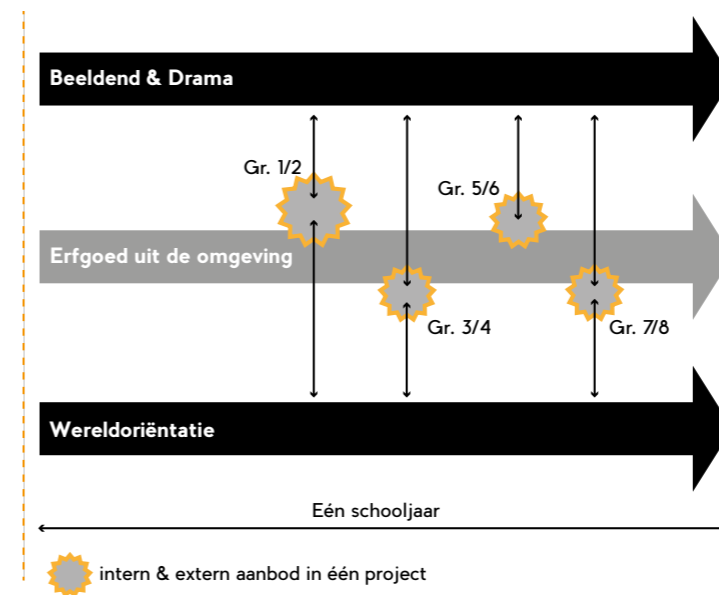 Beeldend & Drama
Gr. 1/2
Gr. 5/6
Erfgoed uit de omgeving
Gr. 3/4
Gr. 7/8
Wereldoriëntatie
Eén schooljaar
intern & extern aanbod in één project